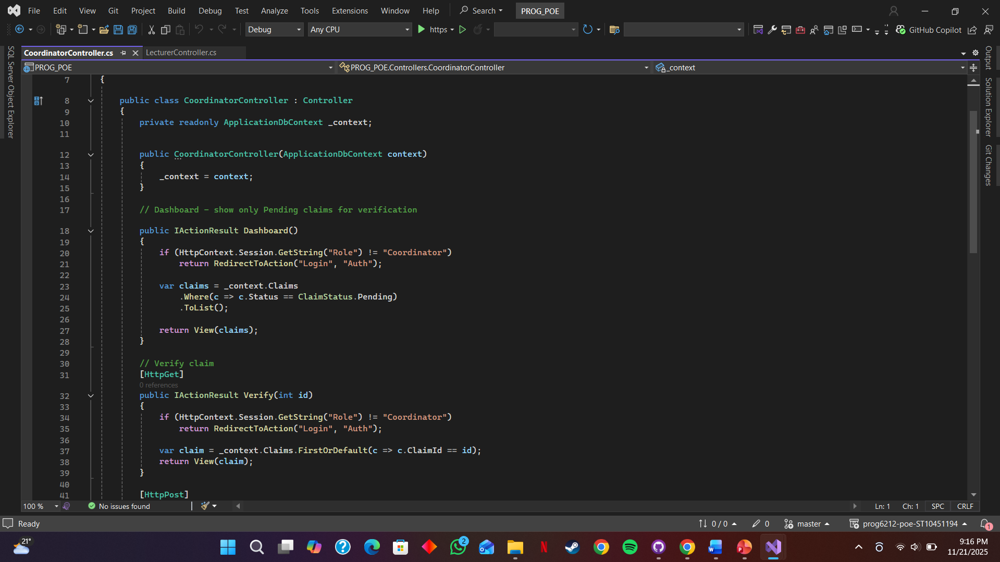 File Edit View Git Project Build Debug Test Analyze Tools Extensions Window Help Search PROG_POE
Debug Any CPU https GitHub Copilot
SQL Server Object Explorer
CoordinatorController.cs LecturerController.cs
PROG_POE PROG_POE.Controllers.CoordinatorController _context
7 {
8 public class CoordinatorController : Controller
9 {
10 private readonly ApplicationDbContext _context;
11
12 public CoordinatorController(ApplicationDbContext context)
13 {
14 _context = context;
15 }
16
17 // Dashboard - show only Pending claims for verification
18 public IActionResult Dashboard()
19 {
20 if (HttpContext.Session.GetString("Role") != "Coordinator")
21 return RedirectToAction("Login", "Auth");
22
23 var claims = _context.Claims
24 .Where(c => c.Status == ClaimStatus.Pending)
25 .ToList();
26
27 return View(claims);
28 }
29
30 // Verify claim
31 [HttpGet]
0 references
32 public IActionResult Verify(int id)
33 {
34 if (HttpContext.Session.GetString("Role") != "Coordinator")
35 return RedirectToAction("Login", "Auth");
36
37 var claim = _context.Claims.FirstOrDefault(c => c.ClaimId == id);
38 return View(claim);
39 }
40
41 [HttpPost]
Output
Solution Explorer
Git Changes
100 % No issues found Ln: 1 Ch: 1 SPC CRLF
Ready 0 / 0 0 master prog6212-poe-ST10451194 1
21° 2 9:16 PM
11/21/2025